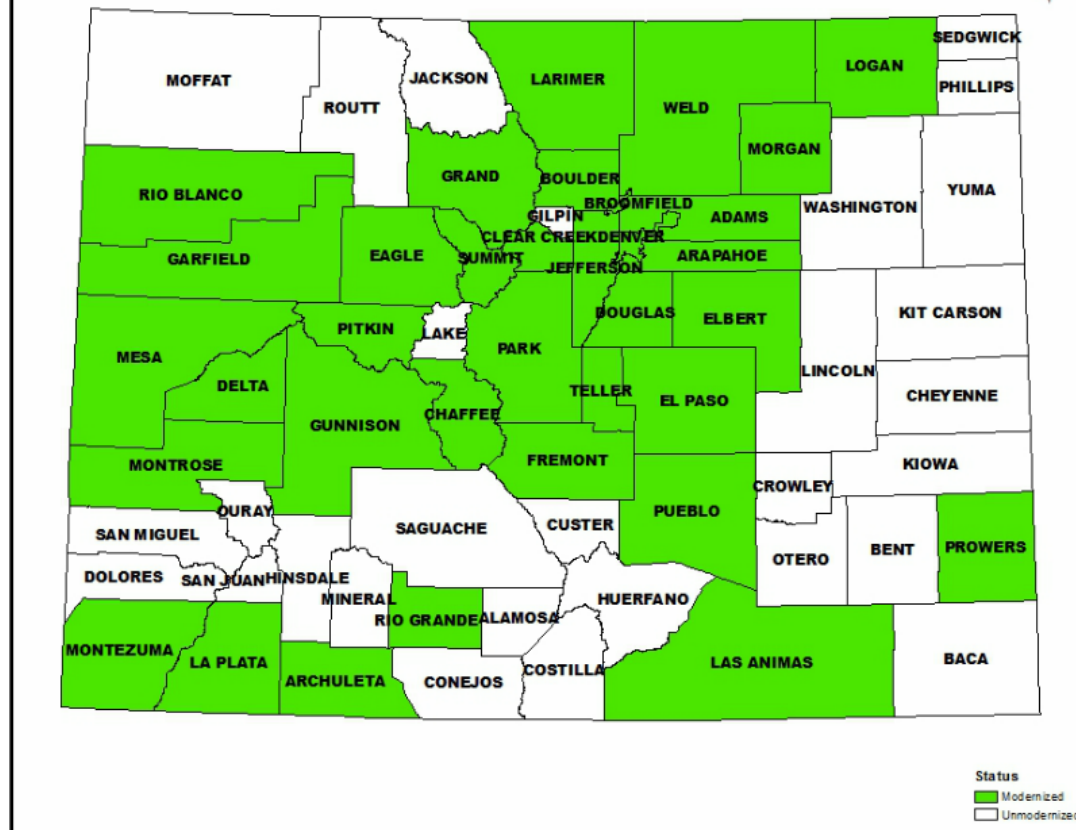 SEDGWICK
LOGAN
MOFFAT
JACKSON
LARIMER
PHILLIPS
ROUTT
WELD
MORGAN
GRAND
BOULDER
RIO BLANCO
YUMA
BROOMFIELD
WASHINGTON
GILPIN
ADAMS
CLEAR CREEK
DENVER
EAGLE
SUMMIT
ARAPAHOE
GARFIELD
JEFFERSON
DOUGLAS
KIT CARSON
ELBERT
PITKIN
LAKE
PARK
MESA
LINCOLN
DELTA
TELLER
CHEYENNE
EL PASO
CHAFFEE
GUNNISON
FREMONT
MONTROSE
KIOWA
CROWLEY
OURAY
PUEBLO
CUSTER
SAGUACHE
SAN MIGUEL
PROWERS
BENT
OTERO
DOLORES
SAN JUAN
HINSDALE
MINERAL
HUERFANO
RIO GRANDE
ALAMOSA
MONTEZUMA
LA PLATA
LAS ANIMAS
BACA
COSTILLA
ARCHULETA
CONEJOS
Status
Modernized
Unmodernized